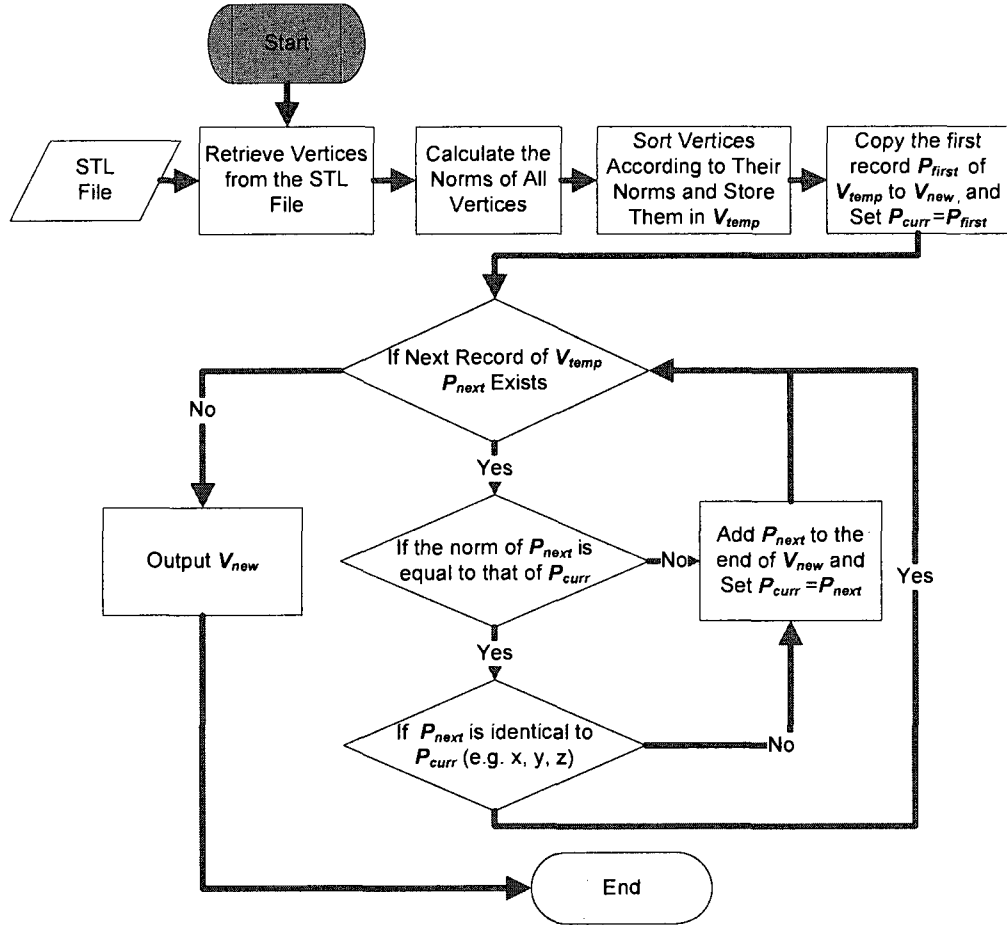 Start
STL
File
Retrieve Vertices
from the STL
File
Calculate the
Norms of All
Vertices
Sort Vertices
According to Their
Norms and Store
Them in Vtemp
Copy the first
record Pfirst of
Vtemp to Vnew, and
Set Pcurr=Pfirst
If Next Record of Vtemp
Pnext Exists
No
Yes
Output Vnew
If the norm of Pnext is
equal to that of Pcurr
No
Add Pnext to the
end of Vnew and
Set Pcurr=Pnext
Yes
Yes
If Pnext is identical to
Pcurr (e.g. x, y, z)
No
End